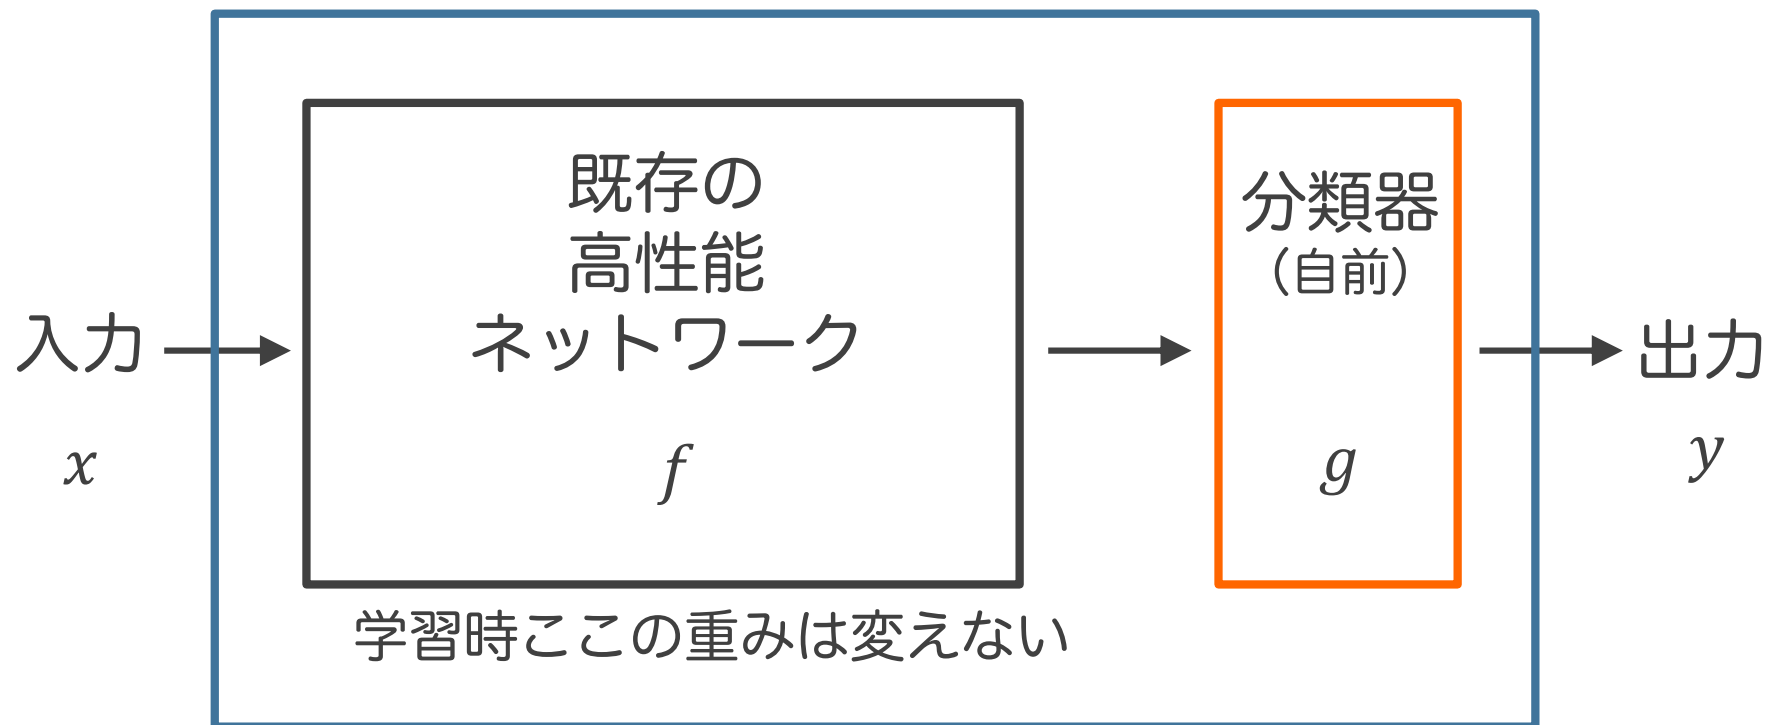 既存の
高性能
ネットワーク
f
学習時ここの重みは変えない
分類器
（自前）
g
入力
x
出力
y